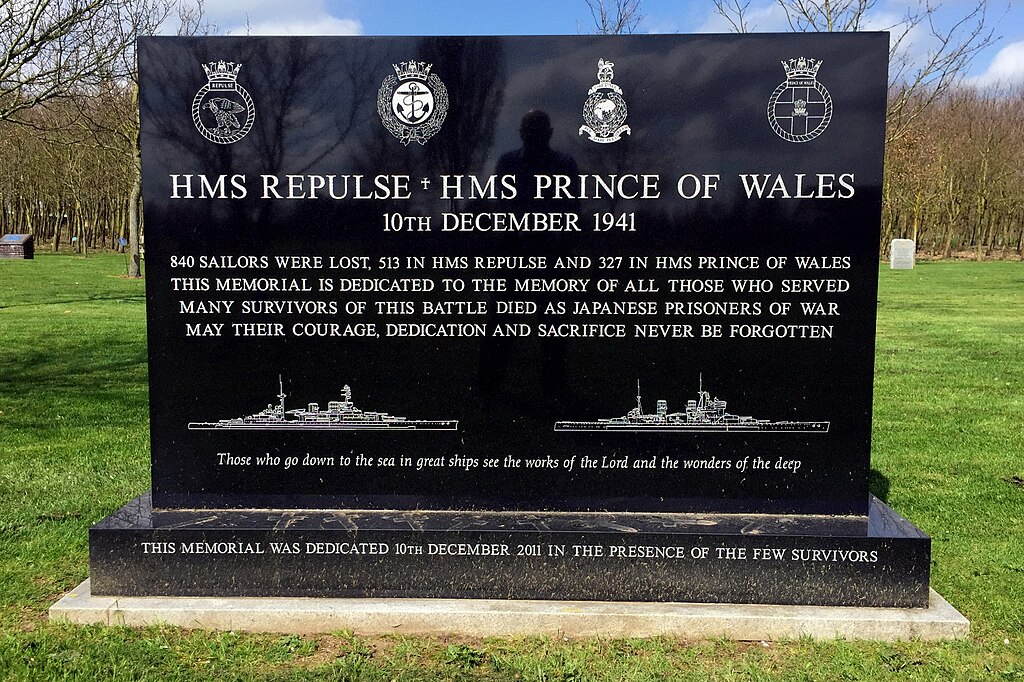 REPULSE
PRINCE OF WALES
HMS REPULSE ✝ HMS PRINCE OF WALES
10TH DECEMBER 1941
840 SAILORS WERE LOST, 513 IN HMS REPULSE AND 327 IN HMS PRINCE OF WALES
THIS MEMORIAL IS DEDICATED TO THE MEMORY OF ALL THOSE WHO SERVED
MANY SURVIVORS OF THIS BATTLE DIED AS JAPANESE PRISONERS OF WAR
MAY THEIR COURAGE, DEDICATION AND SACRIFICE NEVER BE FORGOTTEN
Those who go down to the sea in great ships see the works of the Lord and the wonders of the deep
THIS MEMORIAL WAS DEDICATED 10TH DECEMBER 2011 IN THE PRESENCE OF THE FEW SURVIVORS